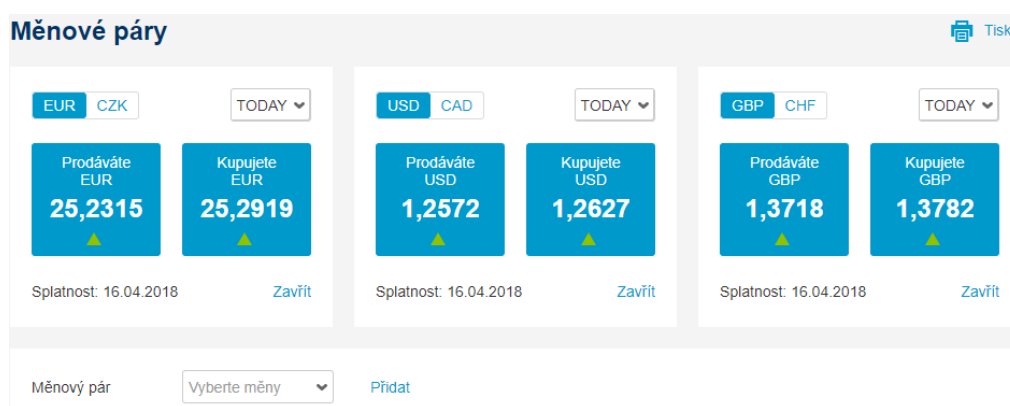 Měnové páry
Tisk
EUR CZK TODAY
Prodáváte
EUR
25,2315
Kupujete
EUR
25,2919
Splatnost: 16.04.2018 Zavřít
USD CAD TODAY
Prodáváte
USD
1,2572
Kupujete
USD
1,2627
Splatnost: 16.04.2018 Zavřít
GBP CHF TODAY
Prodáváte
GBP
1,3718
Kupujete
GBP
1,3782
Splatnost: 16.04.2018 Zavřít
Měnový pár Vyberte měny Přidat